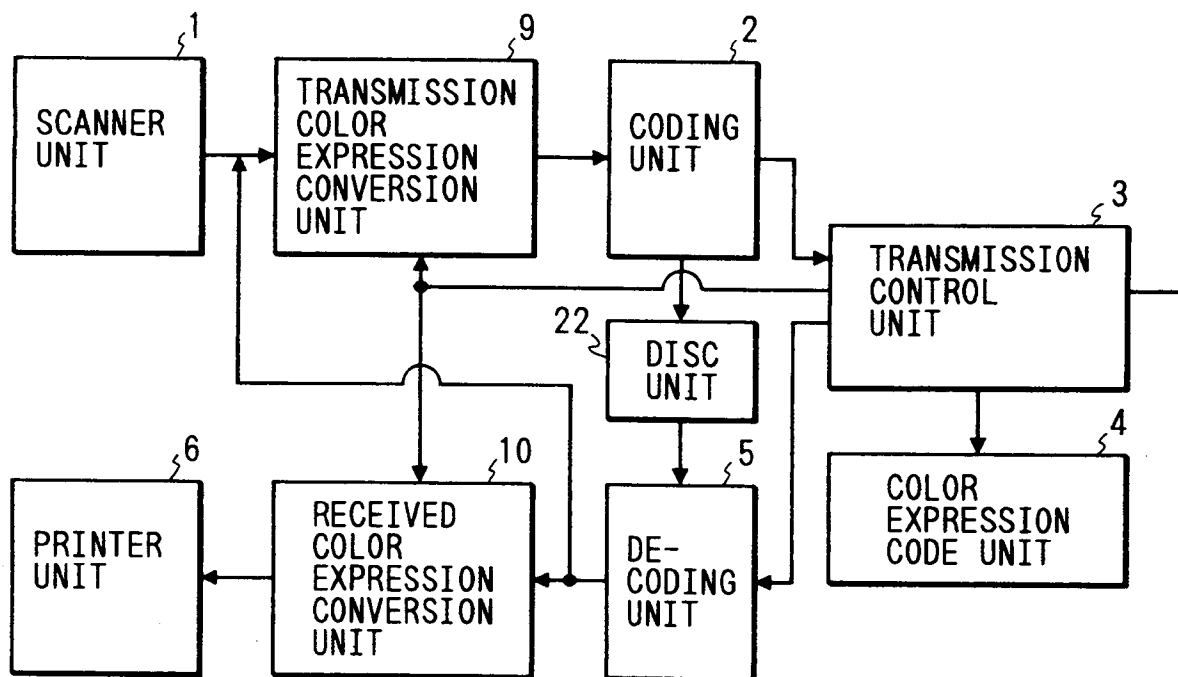 1
SCANNER
UNIT
9
TRANSMISSION
COLOR
EXPRESSION
CONVERSION
UNIT
2
CODING
UNIT
3
TRANSMISSION
CONTROL
UNIT
22
DISC
UNIT
4
COLOR
EXPRESSION
CODE UNIT
6
PRINTER
UNIT
10
RECEIVED
COLOR
EXPRESSION
CONVERSION
UNIT
5
DE-
CODING
UNIT